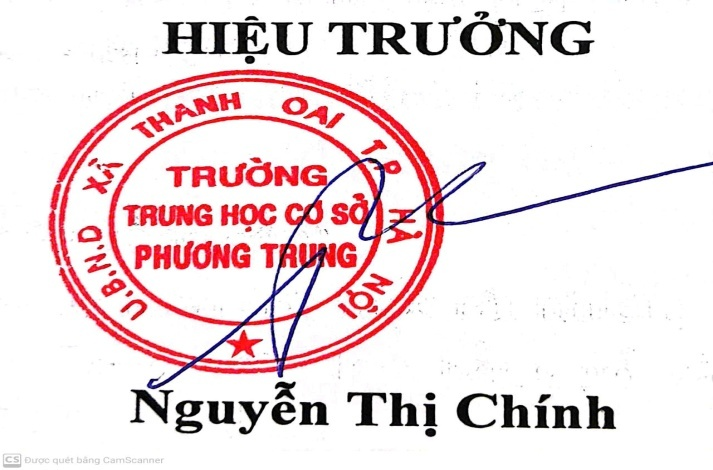 HIỆU TRƯỞNG
U.B.N.D XÃ THANH OAI T.P HÀ NỘI
TRƯỜNG
TRUNG HỌC CƠ SỞ
PHƯƠNG TRUNG
Nguyễn Thị Chính
CS Được quét bằng CamScanner